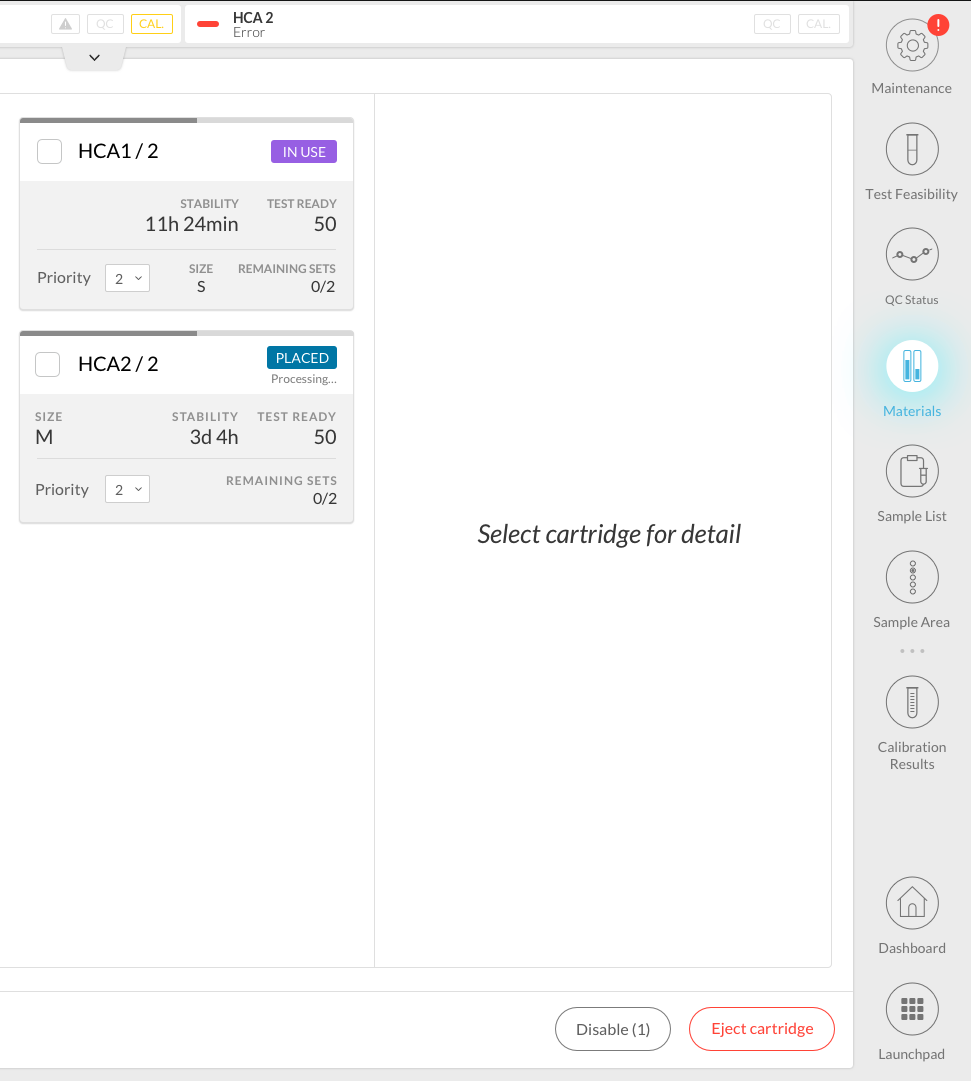 QC
CAL.
HCA 2
Error
QC
CAL.
!
Maintenance
Test Feasibility
QC Status
Materials
Sample List
Sample Area
Calibration
Results
Dashboard
Launchpad
HCA1 / 2
IN USE
STABILITY
TEST READY
11h 24min
50
Priority
2
SIZE
REMAINING SETS
S
0/2
HCA2 / 2
PLACED
Processing...
SIZE
STABILITY
TEST READY
M
3d 4h
50
Priority
2
REMAINING SETS
0/2
Select cartridge for detail
Disable (1)
Eject cartridge